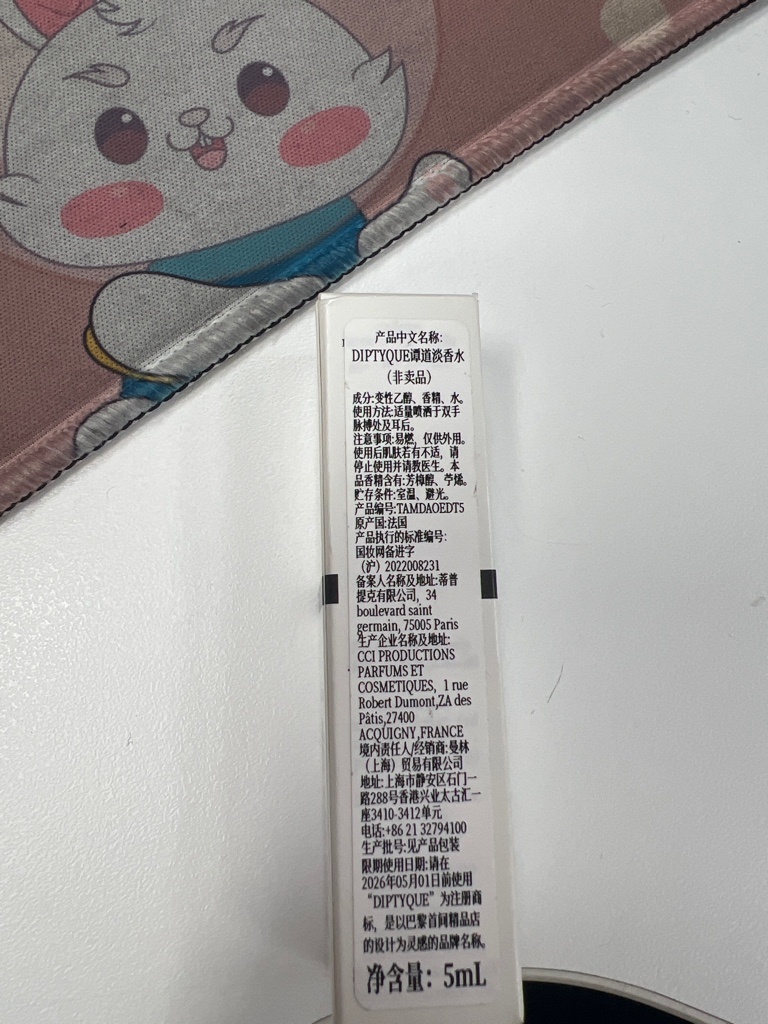 产品中文名称:
DIPTYQUE谭道淡香水
（非卖品）
成分:变性乙醇、香精、水。
使用方法:适量喷洒于双手
脉搏处及耳后。
注意事项:易燃，仅供外用。
使用后肌肤若有不适，请
停止使用并请教医生。本
品香精含有:芳樟醇、苧烯。
贮存条件:室温、避光。
产品编号:TAMDAOEDT5
原产国:法国
产品执行的标准编号:
国妆网备进字
（沪）2022008231
备案人名称及地址:蒂普
提克有限公司，34
boulevard saint
germain, 75005 Paris
生产企业名称及地址:
CCI PRODUCTIONS
PARFUMS ET
COSMETIQUES，1 rue
Robert Dumont,ZA des
Pâtis,27400
ACQUIGNY,FRANCE
境内责任人/经销商:曼林
（上海）贸易有限公司
地址:上海市静安区石门一
路288号香港兴业太古汇一
座3410-3412单元
电话:+86 21 32794100
生产批号:见产品包装
限期使用日期:请在
2026年05月01日前使用
“DIPTYQUE”为注册商
标，是以巴黎首间精品店
的设计为灵感的品牌名称。
净含量：5mL